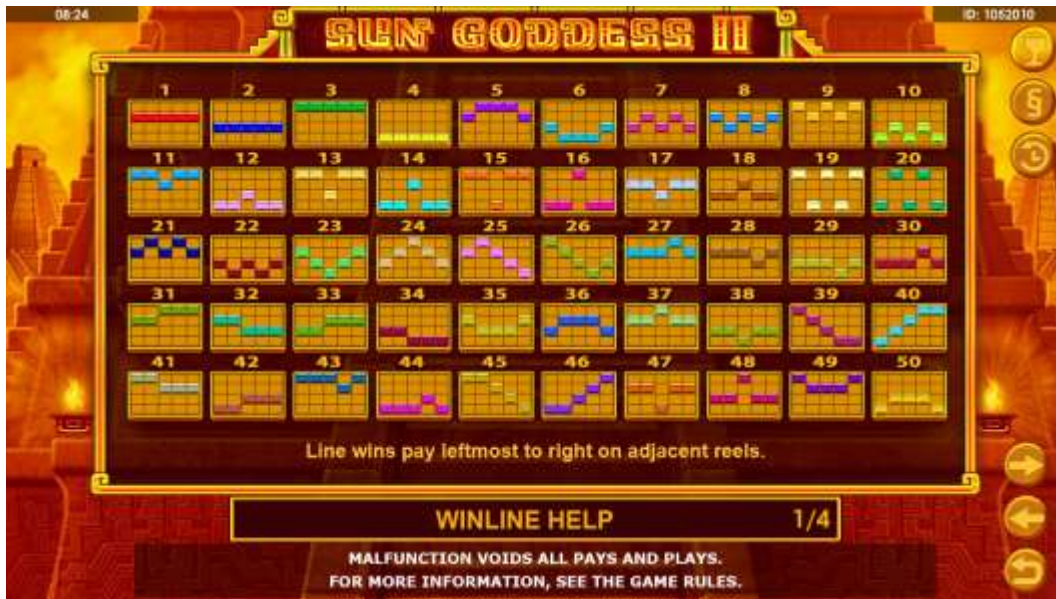 08:24
SUN GODDESS II
ID: 1052010
1 2 3 4 5 6 7 8 9 10
11 12 13 14 15 16 17 18 19 20
21 22 23 24 25 26 27 28 29 30
31 32 33 34 35 36 37 38 39 40
41 42 43 44 45 46 47 48 49 50
Line wins pay leftmost to right on adjacent reels.
WINLINE HELP 1/4
MALFUNCTION VOIDS ALL PAYS AND PLAYS.
FOR MORE INFORMATION, SEE THE GAME RULES.
§